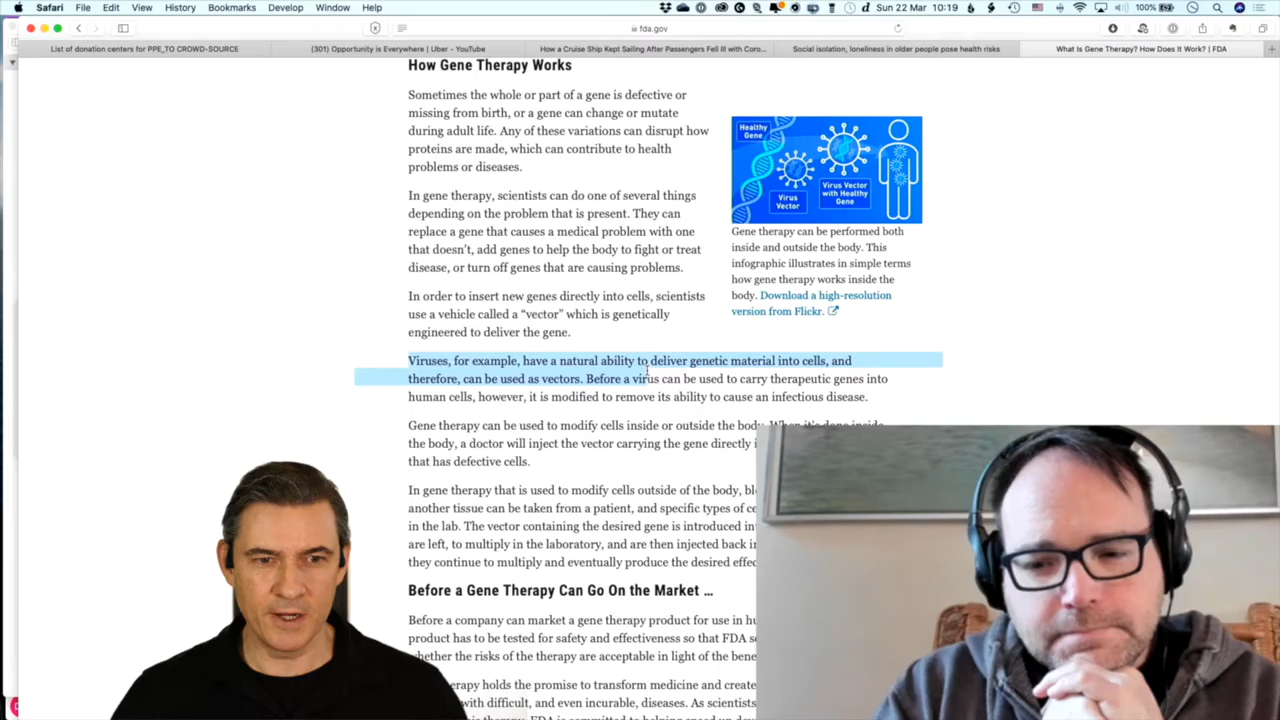 Safari File Edit View History Bookmarks Develop Window Help 100% Sun 22 Mar 10:19
fda.gov
List of donation centers for PPE_TO CROWD-SOURCE
(301) Opportunity is Everywhere | Uber - YouTube
How a Cruise Ship Kept Sailing After Passengers Fell Ill with Coro...
Social isolation, loneliness in older people pose health risks
What Is Gene Therapy? How Does It Work? | FDA
How Gene Therapy Works
Sometimes the whole or part of a gene is defective or
missing from birth, or a gene can change or mutate
during adult life. Any of these variations can disrupt how
proteins are made, which can contribute to health
problems or diseases.
In gene therapy, scientists can do one of several things
depending on the problem that is present. They can
replace a gene that causes a medical problem with one
that doesn't, add genes to help the body to fight or treat
disease, or turn off genes that are causing problems.
In order to insert new genes directly into cells, scientists
use a vehicle called a “vector” which is genetically
engineered to deliver the gene.
Healthy
Gene
Virus
Vector
Virus Vector
with Healthy
Gene
Gene therapy can be performed both
inside and outside the body. This
infographic illustrates in simple terms
how gene therapy works inside the
body. Download a high-resolution
version from Flickr.
Viruses, for example, have a natural ability to deliver genetic material into cells, and
therefore, can be used as vectors. Before a virus can be used to carry therapeutic genes into
human cells, however, it is modified to remove its ability to cause an infectious disease.
Gene therapy can be used to modify cells inside or outside the body. When it's done inside
the body, a doctor will inject the vector carrying the gene directly
that has defective cells.
In gene therapy that is used to modify cells outside of the body,
another tissue can be taken from a patient, and specific types of
in the lab. The vector containing the desired gene is introduced
are left, to multiply in the laboratory, and are then injected back
they continue to multiply and eventually produce the desired
Before a Gene Therapy Can Go On the Market ...
Before a company can market a gene therapy product for use in
product has to be tested for safety and effectiveness so that FDA
whether the risks of the therapy are acceptable in light of the
holds the promise to transform medicine and create
with difficult, and even incurable, diseases. As scientists